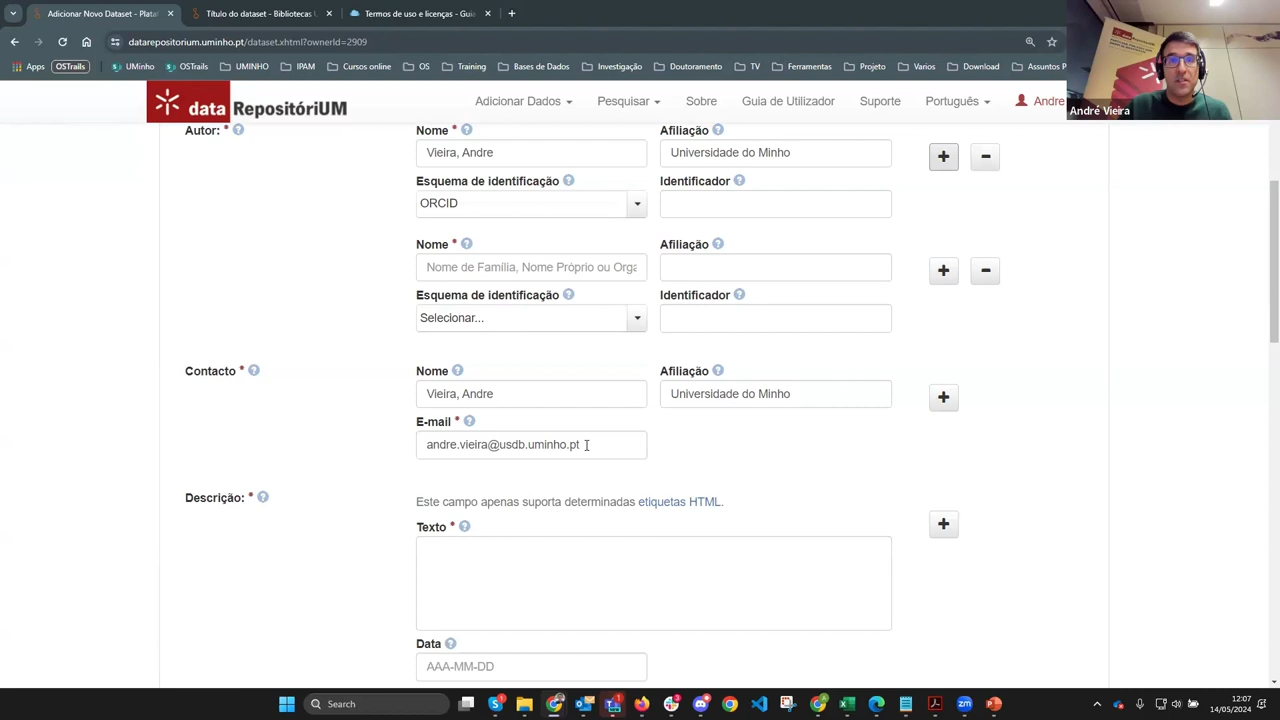 Adicionar Novo Dataset - Plata
Título do dataset - Bibliotecas U
Termos de uso e licenças - Guie
datarepositorium.uminho.pt/dataset.xhtml?ownerId=2909
Apps
OSTrails
UMinho
OSTrails
UMINHO
IPAM
Cursos online
OS
Training
Bases de Dados
Investigação
Doutoramento
TV
Ferramentas
Projeto
Varios
Download
Assuntos P
data RepositóriUM
Adicionar Dados
Pesquisar
Sobre
Guia de Utilizador
Suporte
Português
Andre
André Vieira
Autor: *
Nome *
Afiliação
Vieira, Andre
Universidade do Minho
Esquema de identificação
Identificador
ORCID
Nome *
Afiliação
Nome de Família, Nome Próprio ou Orga
Esquema de identificação
Identificador
Selecionar...
Contacto *
Nome
Afiliação
Vieira, Andre
Universidade do Minho
E-mail *
andre.vieira@usdb.uminho.pt
Descrição: *
Este campo apenas suporta determinadas etiquetas HTML.
Texto *
Data
AAA-MM-DD
Search
12:07
14/05/2024